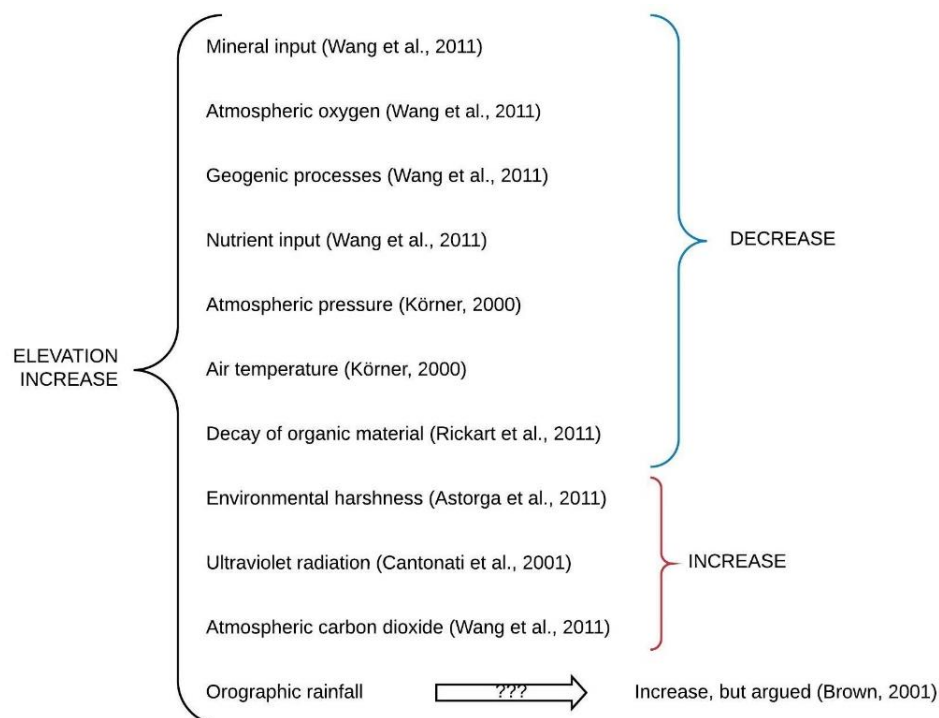 Mineral input (Wang et al., 2011)
Atmospheric oxygen (Wang et al., 2011)
Geogenic processes (Wang et al., 2011)
Nutrient input (Wang et al., 2011)
DECREASE
Atmospheric pressure (Körner, 2000)
ELEVATION
INCREASE
Air temperature (Körner, 2000)
Decay of organic material (Rickart et al., 2011)
Environmental harshness (Astorga et al., 2011)
Ultraviolet radiation (Cantonati et al., 2001)
INCREASE
Atmospheric carbon dioxide (Wang et al., 2011)
Orographic rainfall ??? Increase, but argued (Brown, 2001)